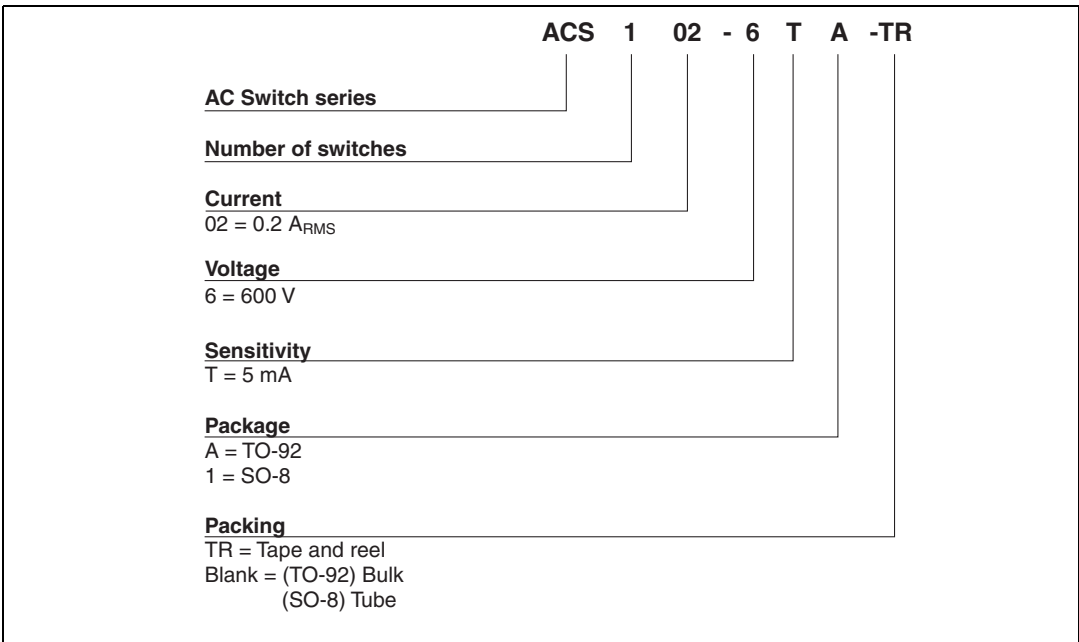 ACS 1 02 - 6 T A -TR
AC Switch series
Number of switches
Current
02 = 0.2 ARMS
Voltage
6 = 600 V
Sensitivity
T = 5 mA
Package
A = TO-92
1 = SO-8
Packing
TR = Tape and reel
Blank = (TO-92) Bulk
(SO-8) Tube